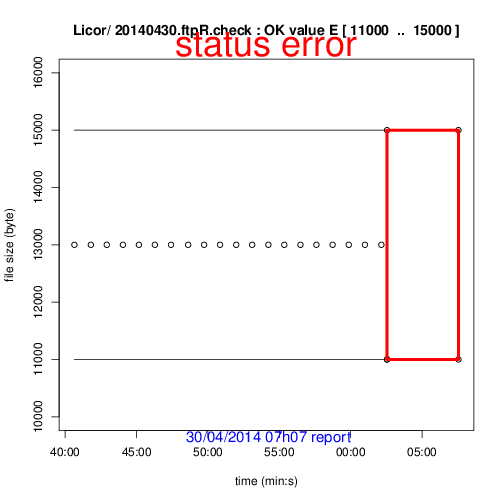 Licor/ 20140430.ftpR.check : OK value E [ 11000 .. 15000 ]
status error
16000
15000
14000
13000
12000
11000
10000
file size (byte)
30/04/2014 07h07 report
40:00 45:00 50:00 55:00 00:00 05:00
time (min:s)